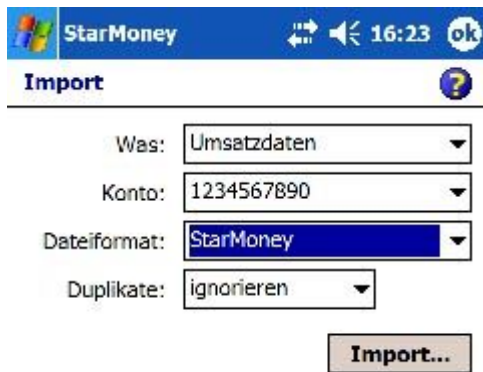 StarMoney 16:23 ok
Import ?
Was: Umsatzdaten
Konto: 1234567890
Dateiformat: StarMoney
Duplikate: ignorieren
Import...